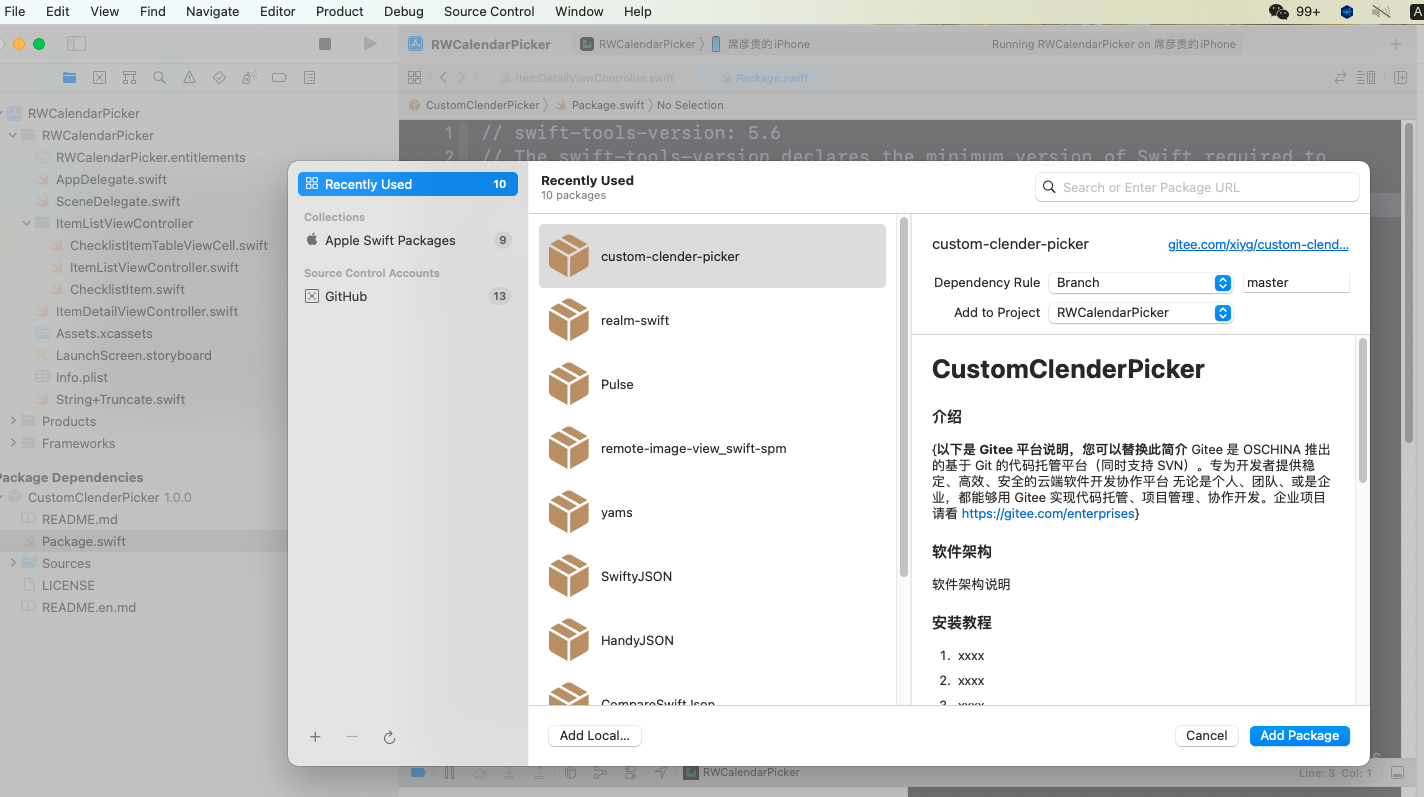 File Edit View Find Navigate Editor Product Debug Source Control Window Help 99+ A
RWCalendarPicker RWCalendarPicker 〉 席彦贵的iPhone Running RWCalendarPicker on 席彦贵的iPhone
ItemDetailViewController.swift Package.swift
CustomClenderPicker 〉 Package.swift 〉 No Selection
1 // swift-tools-version: 5.6
2 // The swift-tools-version declares the minimum version of Swift required to
RWCalendarPicker
RWCalendarPicker
RWCalendarPicker.entitlements
AppDelegate.swift
SceneDelegate.swift
ItemListViewController
ChecklistItemTableViewCell.swift
ItemListViewController.swift
ChecklistItem.swift
ItemDetailViewController.swift
Assets.xcassets
LaunchScreen.storyboard
Info.plist
String+Truncate.swift
Products
Frameworks
Package Dependencies
CustomClenderPicker 1.0.0
README.md
Package.swift
Sources
LICENSE
README.en.md
Recently Used 10
Collections
Apple Swift Packages 9
Source Control Accounts
GitHub 13
Recently Used
10 packages
Search or Enter Package URL
custom-clender-picker
realm-swift
Pulse
remote-image-view_swift-spm
yams
SwiftyJSON
HandyJSON
CompareSwiftJson
custom-clender-picker gitee.com/xiyg/custom-clend...
Dependency Rule Branch master
Add to Project RWCalendarPicker
CustomClenderPicker
介绍
{以下是 Gitee 平台说明，您可以替换此简介 Gitee 是 OSCHINA 推出
的基于 Git 的代码托管平台（同时支持 SVN）。专为开发者提供稳
定、高效、安全的云端软件开发协作平台 无论是个人、团队、或是企
业，都能够用 Gitee 实现代码托管、项目管理、协作开发。企业项目
请看 https://gitee.com/enterprises}
软件架构
软件架构说明
安装教程
1. xxxx
2. xxxx
3. xxxx
Add Local... Cancel Add Package
RWCalendarPicker Line: 3 Col: 1